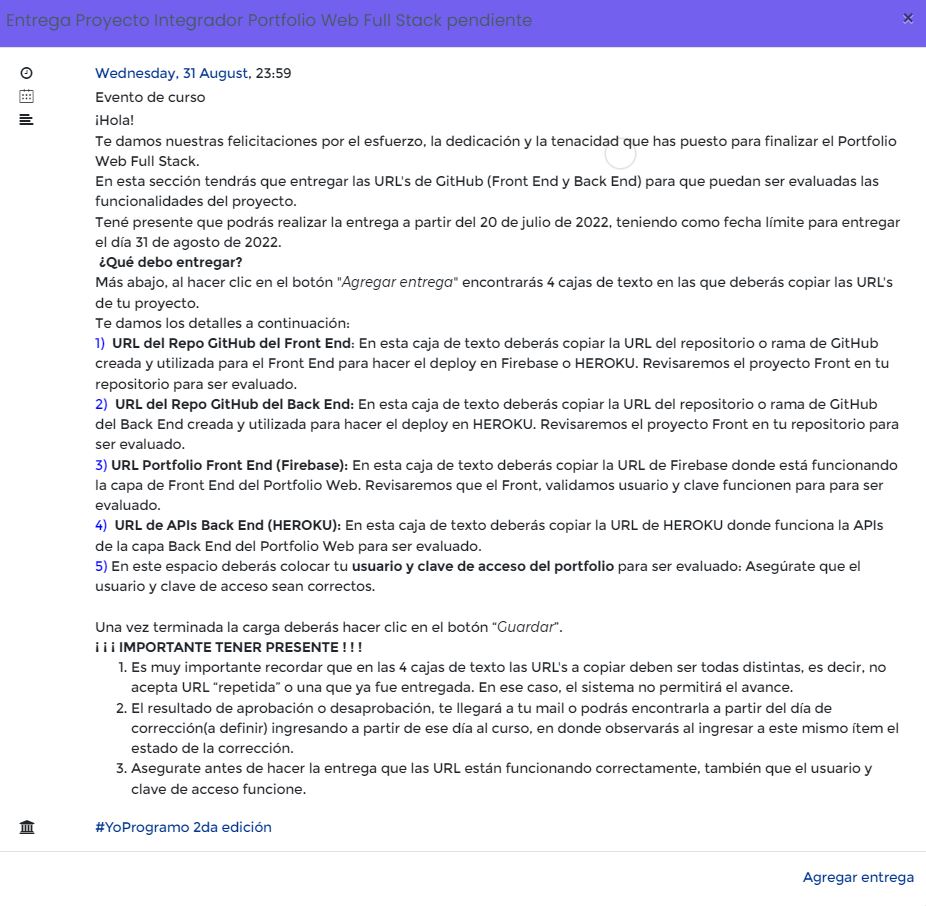 Entrega Proyecto Integrador Portfolio Web Full Stack pendiente
×
Wednesday, 31 August, 23:59
Evento de curso
¡Hola!
Te damos nuestras felicitaciones por el esfuerzo, la dedicación y la tenacidad que has puesto para finalizar el Portfolio
Web Full Stack.
En esta sección tendrás que entregar las URL's de GitHub (Front End y Back End) para que puedan ser evaluadas las
funcionalidades del proyecto.
Tené presente que podrás realizar la entrega a partir del 20 de julio de 2022, teniendo como fecha límite para entregar
el día 31 de agosto de 2022.
¿Qué debo entregar?
Más abajo, al hacer clic en el botón "Agregar entrega" encontrarás 4 cajas de texto en las que deberás copiar las URL's
de tu proyecto.
Te damos los detalles a continuación:
1) URL del Repo GitHub del Front End: En esta caja de texto deberás copiar la URL del repositorio o rama de GitHub
creada y utilizada para el Front End para hacer el deploy en Firebase o HEROKU. Revisaremos el proyecto Front en tu
repositorio para ser evaluado.
2) URL del Repo GitHub del Back End: En esta caja de texto deberás copiar la URL del repositorio o rama de GitHub
del Back End creada y utilizada para hacer el deploy en HEROKU. Revisaremos el proyecto Front en tu repositorio para
ser evaluado.
3) URL Portfolio Front End (Firebase): En esta caja de texto deberás copiar la URL de Firebase donde está funcionando
la capa de Front End del Portfolio Web. Revisaremos que el Front, validamos usuario y clave funcionen para para ser
evaluado.
4) URL de APIs Back End (HEROKU): En esta caja de texto deberás copiar la URL de HEROKU donde funciona la APIs
de la capa Back End del Portfolio Web para ser evaluado.
5) En este espacio deberás colocar tu usuario y clave de acceso del portfolio para ser evaluado: Asegúrate que el
usuario y clave de acceso sean correctos.
Una vez terminada la carga deberás hacer clic en el botón “Guardar”.
¡ ¡ ¡ IMPORTANTE TENER PRESENTE ! ! !
1. Es muy importante recordar que en las 4 cajas de texto las URL's a copiar deben ser todas distintas, es decir, no
acepta URL “repetida” o una que ya fue entregada. En ese caso, el sistema no permitirá el avance.
2. El resultado de aprobación o desaprobación, te llegará a tu mail o podrás encontrarla a partir del día de
corrección(a definir) ingresando a partir de ese día al curso, en donde observarás al ingresar a este mismo ítem el
estado de la corrección.
3. Asegurate antes de hacer la entrega que las URL están funcionando correctamente, también que el usuario y
clave de acceso funcione.
#YoProgramo 2da edición
Agregar entrega